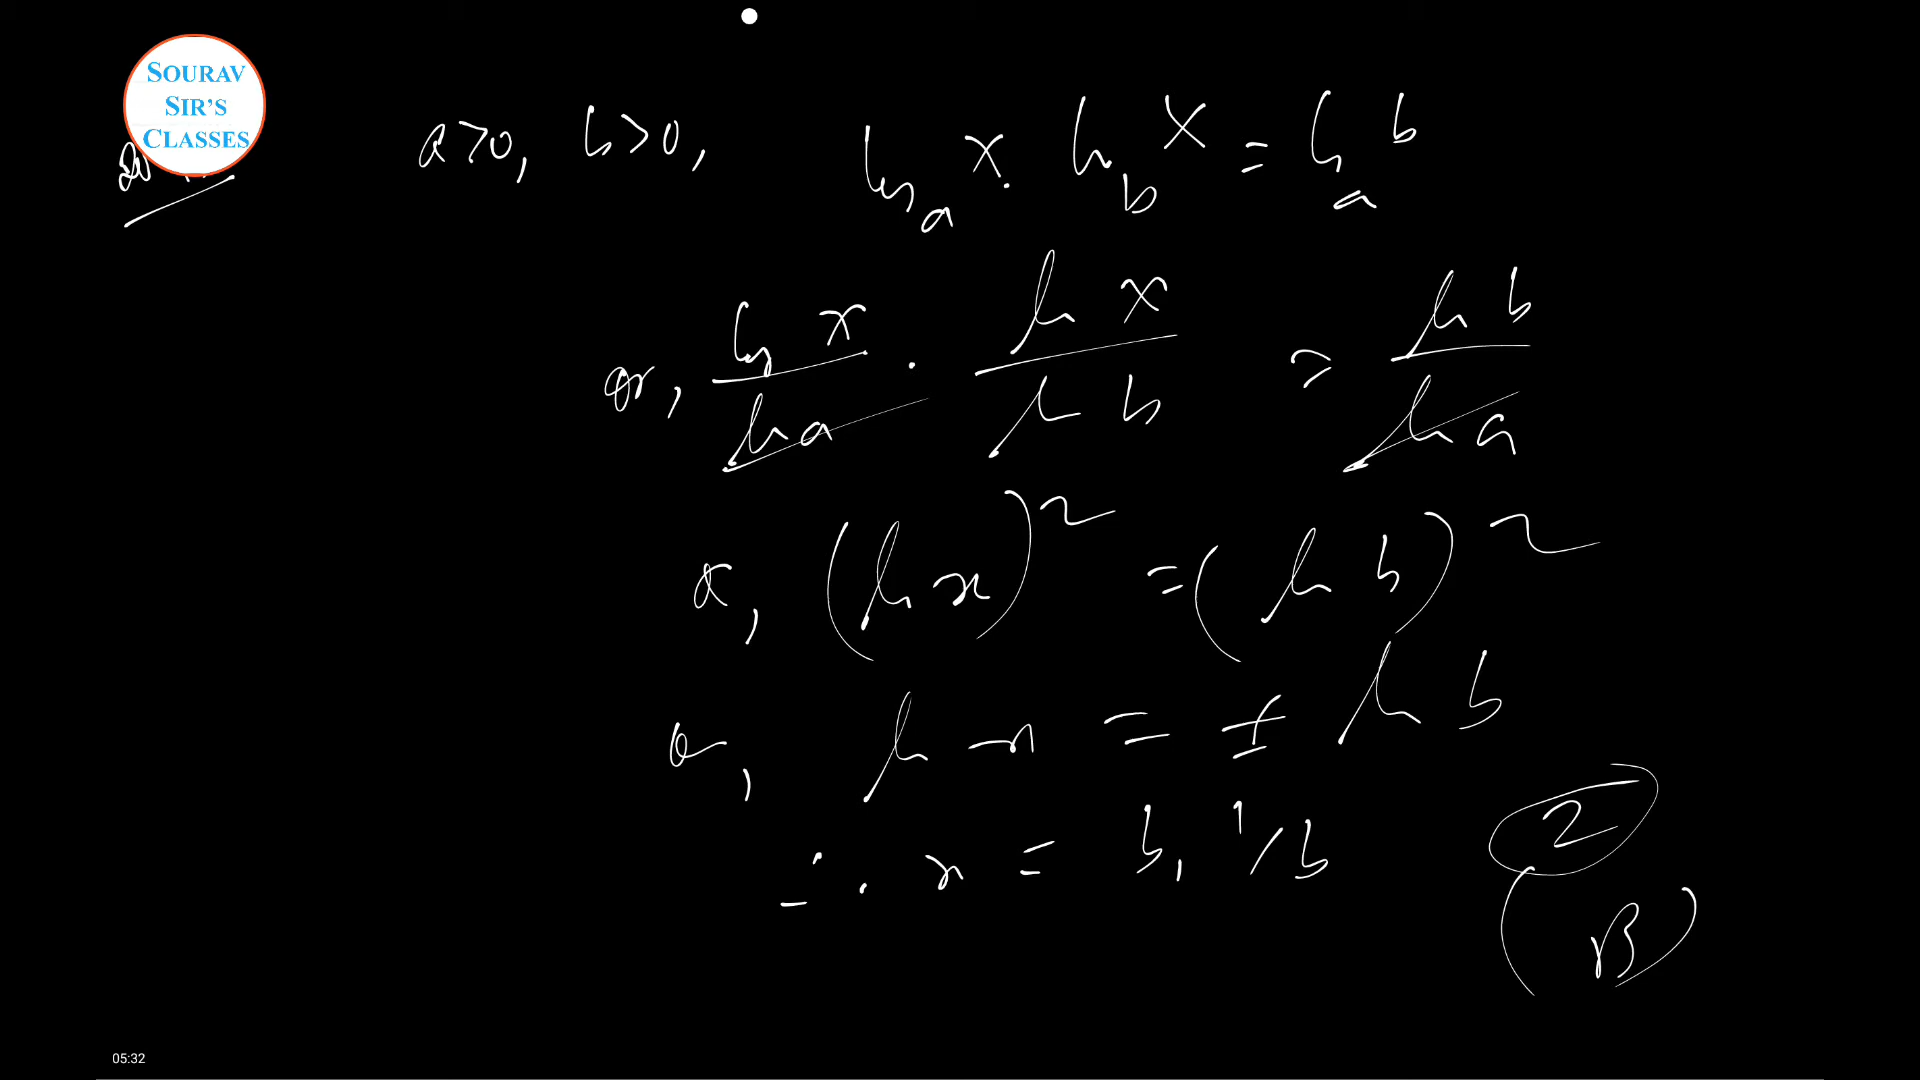 SOURAV
SIR'S
CLASSES
a>0, b>0, log_a x . log_b x = log_a b
or, log x / log a . log x / log b = log b / log a
or, (log x)^2 = (log b)^2
or, log x = ± log b
∴ x = b, 1/b
2
(B)
05:32